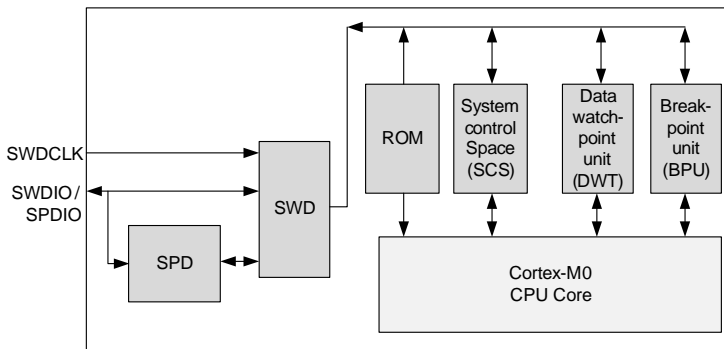 SWDCLK
SWDIO/
SPDIO
SPD
SWD
ROM
System
control
Space
(SCS)
Data
watch-
point
unit
(DWT)
Break-
point
unit
(BPU)
Cortex-M0
CPU Core